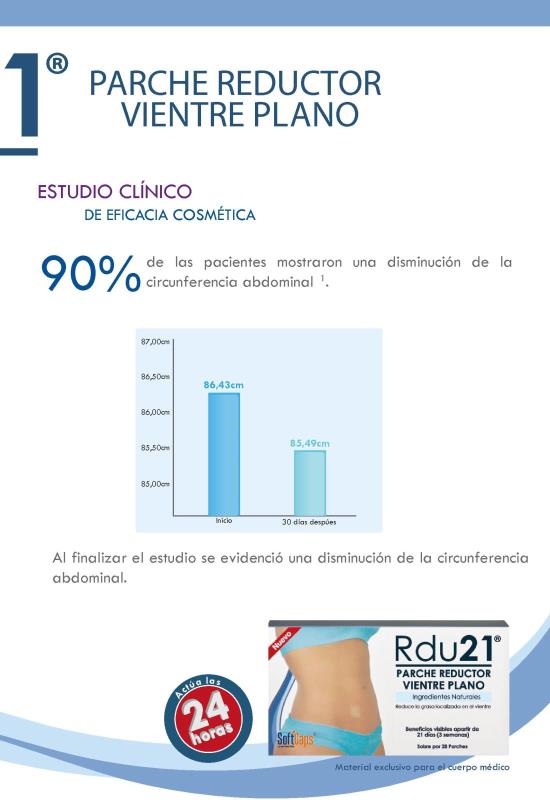 1®
PARCHE REDUCTOR
VIENTRE PLANO
ESTUDIO CLÍNICO
DE EFICACIA COSMÉTICA
90% de las pacientes mostraron una disminución de la
circunferencia abdominal 1.
87,00cm
86,50cm
86,00cm
85,50cm
85,00cm
86,43cm
85,49cm
Inicio
30 días despúes
Al finalizar el estudio se evidenció una disminución de la circunferencia
abdominal.
Actúa las
24
horas
Nuevo
Rdu21®
PARCHE REDUCTOR
VIENTRE PLANO
Ingredientes Naturales
Reduce la grasa localizada en el vientre
Beneficios visibles apartir de
21 días (3 semanas)
Sobre por 28 Parches
SoftCaps
Material exclusivo para el cuerpo médico